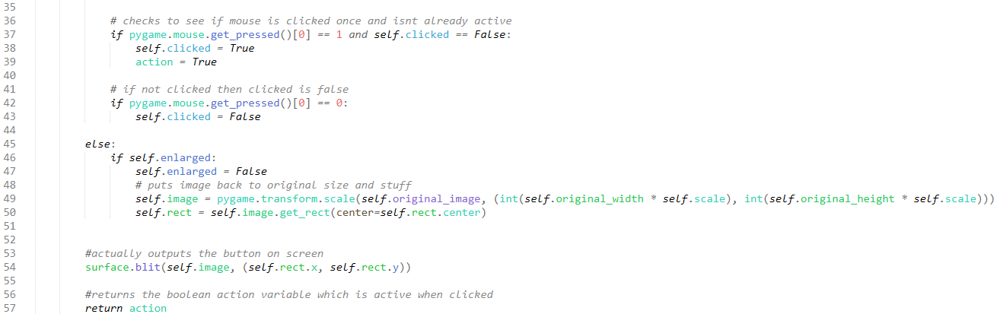 35
36 # checks to see if mouse is clicked once and isnt already active
37 if pygame.mouse.get_pressed()[0] == 1 and self.clicked == False:
38 self.clicked = True
39 action = True
40
41 # if not clicked then clicked is false
42 if pygame.mouse.get_pressed()[0] == 0:
43 self.clicked = False
44
45 else:
46 if self.enlarged:
47 self.enlarged = False
48 # puts image back to original size and stuff
49 self.image = pygame.transform.scale(self.original_image, (int(self.original_width * self.scale), int(self.original_height * self.scale)))
50 self.rect = self.image.get_rect(center=self.rect.center)
51
52
53 #actually outputs the button on screen
54 surface.blit(self.image, (self.rect.x, self.rect.y))
55
56 #returns the boolean action variable which is active when clicked
57 return action